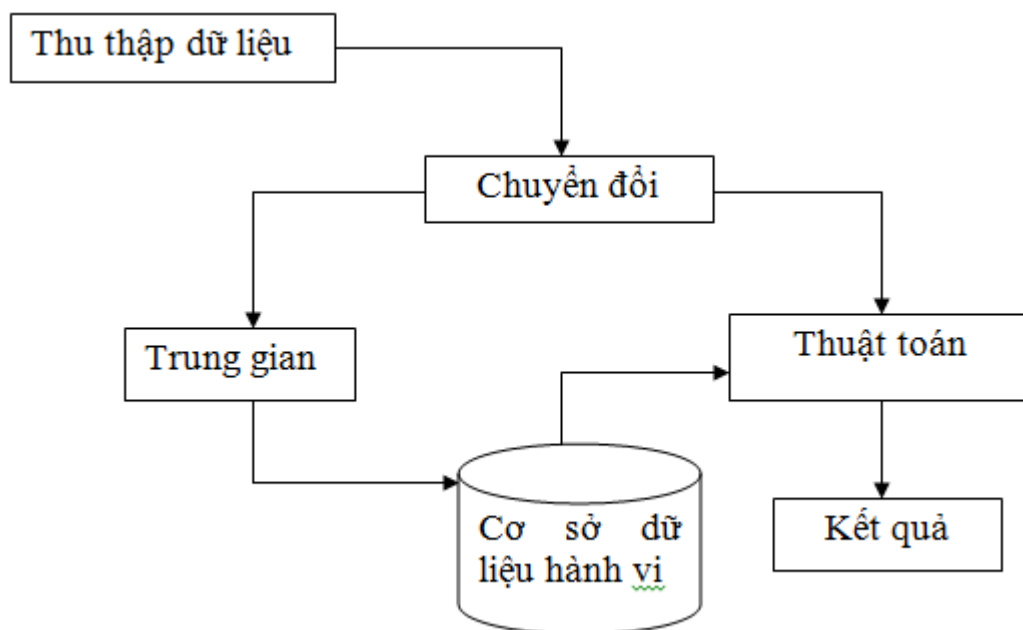 Thu thập dữ liệu
Chuyển đổi
Trung gian
Thuật toán
Cơ sở dữ
liệu hành vi
Kết quả